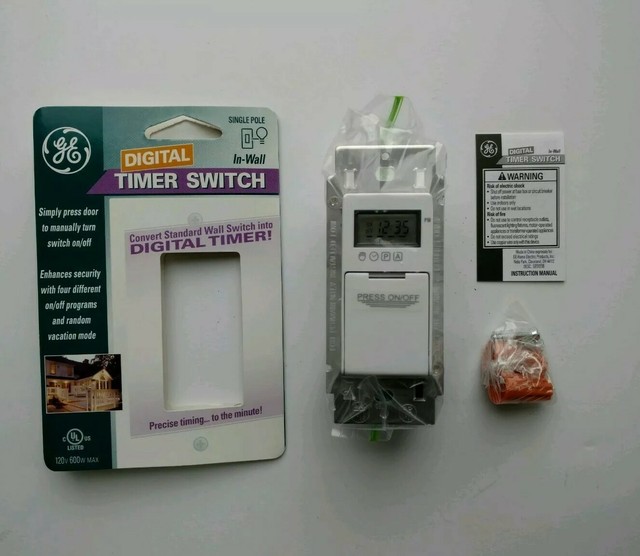 GE
SINGLE POLE
In-Wall
DIGITAL
TIMER SWITCH
Simply press door
to manually turn
switch on/off
Enhances security
with four different
on/off programs
and random
vacation mode
Convert Standard Wall Switch into
DIGITAL TIMER!
Precise timing... to the minute!
C UL US
LISTED
120V 600W MAX
12:35
PM
P A
PRESS ON/OFF
GE
In-Wall
DIGITAL
TIMER SWITCH
WARNING
Risk of electric shock
Risk of fire
INSTRUCTION MANUAL